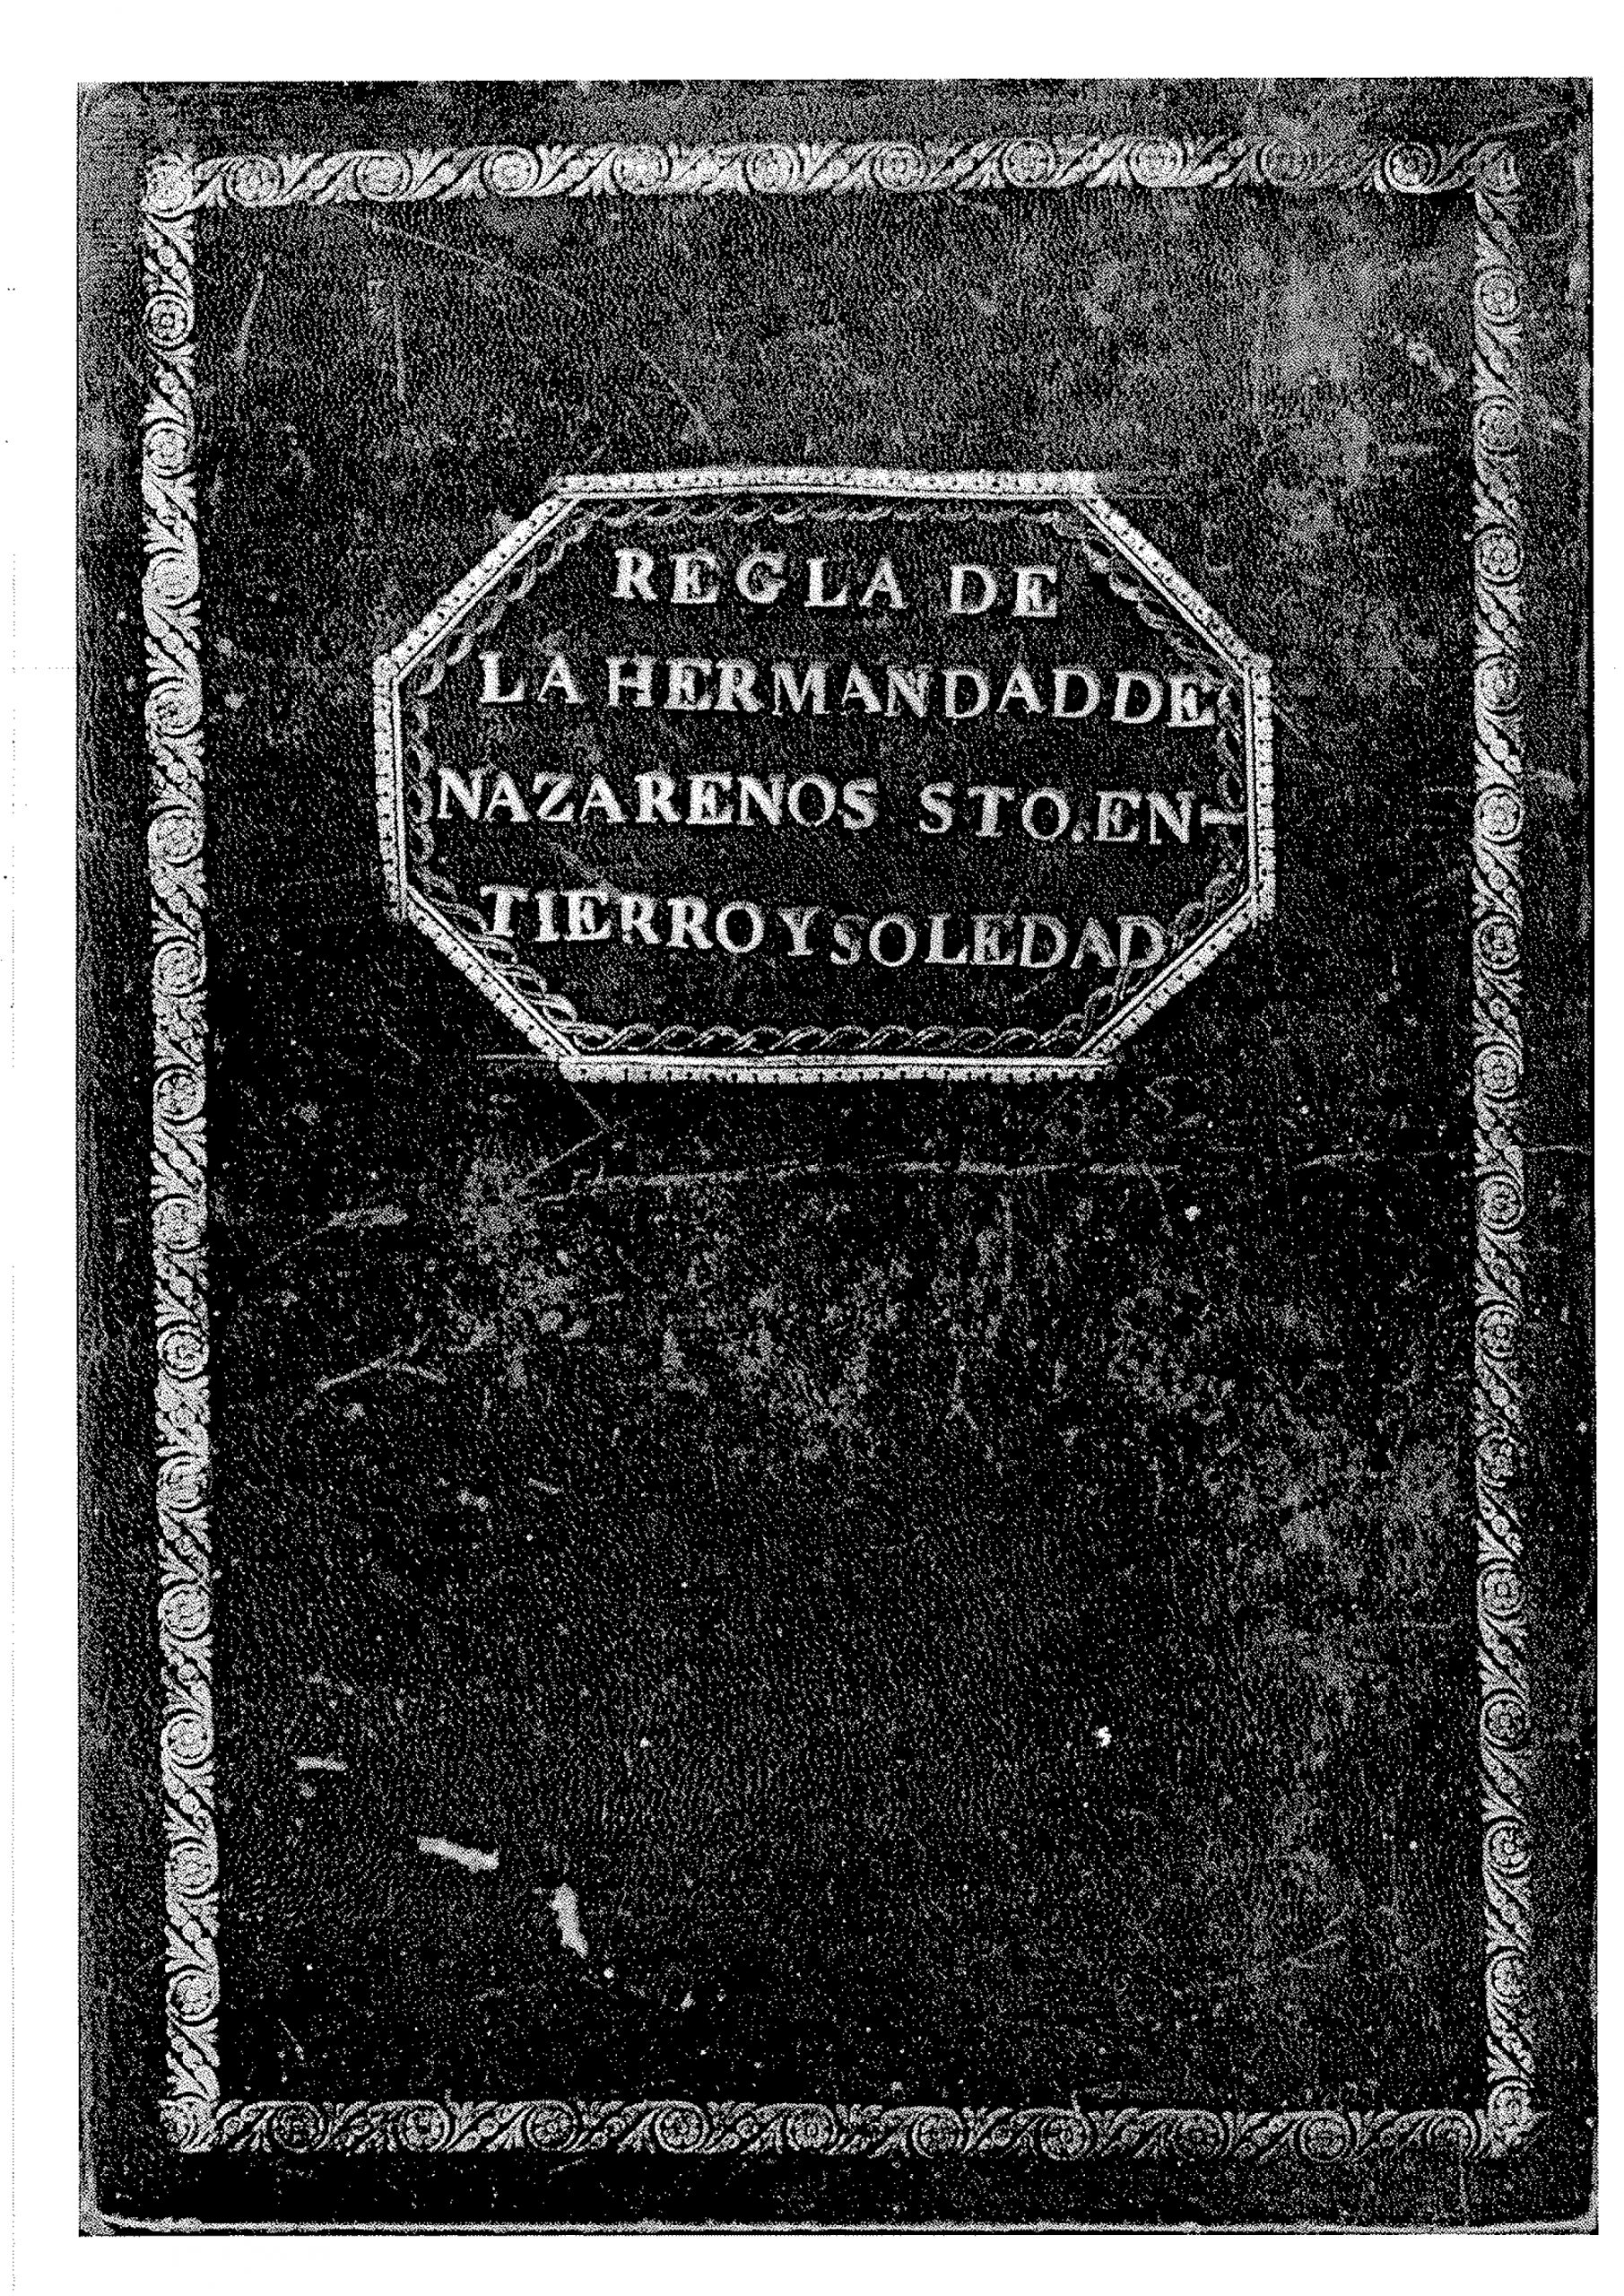 REGLA DE
LA HERMANDAD DE
NAZARENOS STO. EN-
TIERRO Y SOLEDAD